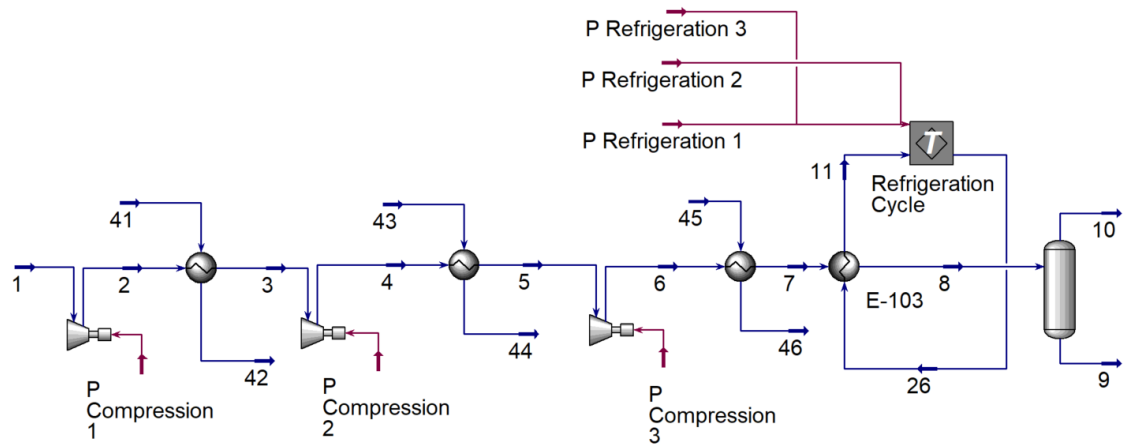 P Refrigeration 3
P Refrigeration 2
P Refrigeration 1
T
11
Refrigeration
Cycle
41
43
45
10
1
2
3
4
5
6
7
E-103
8
42
44
46
26
9
P
Compression
1
P
Compression
2
P
Compression
3